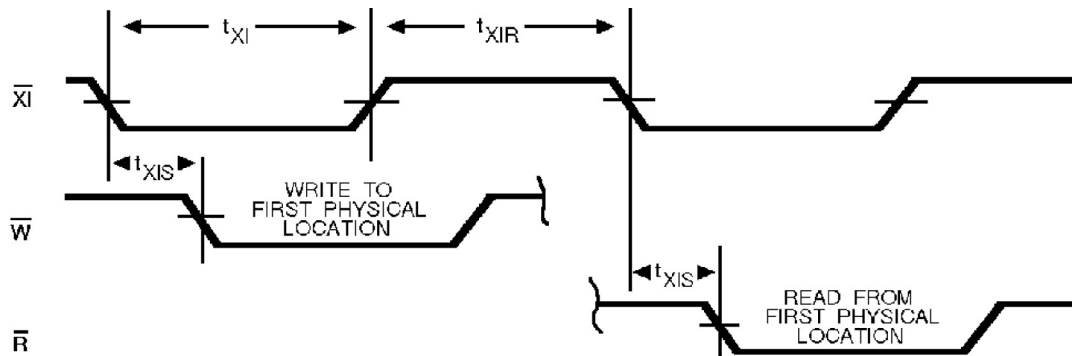 tXI
tXIR
XI
tXIS
WRITE TO
FIRST PHYSICAL
LOCATION
W
tXIS
READ FROM
FIRST PHYSICAL
LOCATION
R